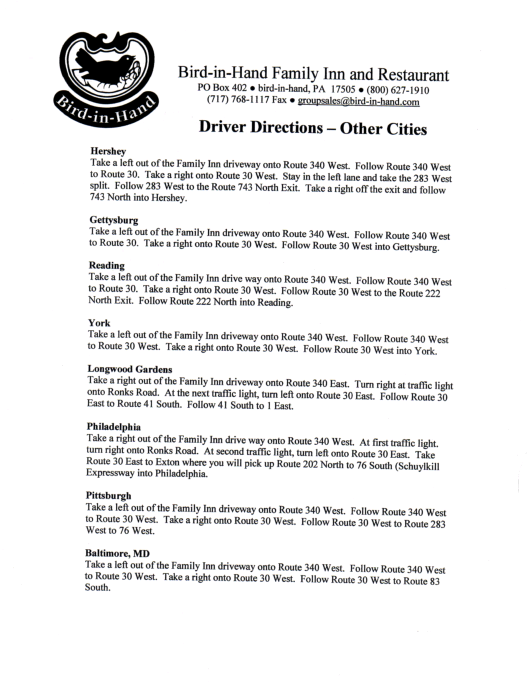 Bird-in-Hand
Bird-in-Hand Family Inn and Restaurant
PO Box 402 ● bird-in-hand, PA 17505 ● (800) 627-1910
(717) 768-1117 Fax ● groupsales@bird-in-hand.com
Driver Directions – Other Cities
Hershey
Take a left out of the Family Inn driveway onto Route 340 West. Follow Route 340 West
to Route 30. Take a right onto Route 30 West. Stay in the left lane and take the 283 West
split. Follow 283 West to the Route 743 North Exit. Take a right off the exit and follow
743 North into Hershey.
Gettysburg
Take a left out of the Family Inn driveway onto Route 340 West. Follow Route 340 West
to Route 30. Take a right onto Route 30 West. Follow Route 30 West into Gettysburg.
Reading
Take a left out of the Family Inn drive way onto Route 340 West. Follow Route 340 West
to Route 30. Take a right onto Route 30 West. Follow Route 30 West to the Route 222
North Exit. Follow Route 222 North into Reading.
York
Take a left out of the Family Inn driveway onto Route 340 West. Follow Route 340 West
to Route 30 West. Take a right onto Route 30 West. Follow Route 30 West into York.
Longwood Gardens
Take a right out of the Family Inn driveway onto Route 340 East. Turn right at traffic light
onto Ronks Road. At the next traffic light, turn left onto Route 30 East. Follow Route 30
East to Route 41 South. Follow 41 South to 1 East.
Philadelphia
Take a right out of the Family Inn drive way onto Route 340 West. At first traffic light.
turn right onto Ronks Road. At second traffic light, turn left onto Route 30 East. Take
Route 30 East to Exton where you will pick up Route 202 North to 76 South (Schuylkill
Expressway into Philadelphia.
Pittsburgh
Take a left out of the Family Inn driveway onto Route 340 West. Follow Route 340 West
to Route 30 West. Take a right onto Route 30 West. Follow Route 30 West to Route 283
West to 76 West.
Baltimore, MD
Take a left out of the Family Inn driveway onto Route 340 West. Follow Route 340 West
to Route 30 West. Take a right onto Route 30 West. Follow Route 30 West to Route 83
South.